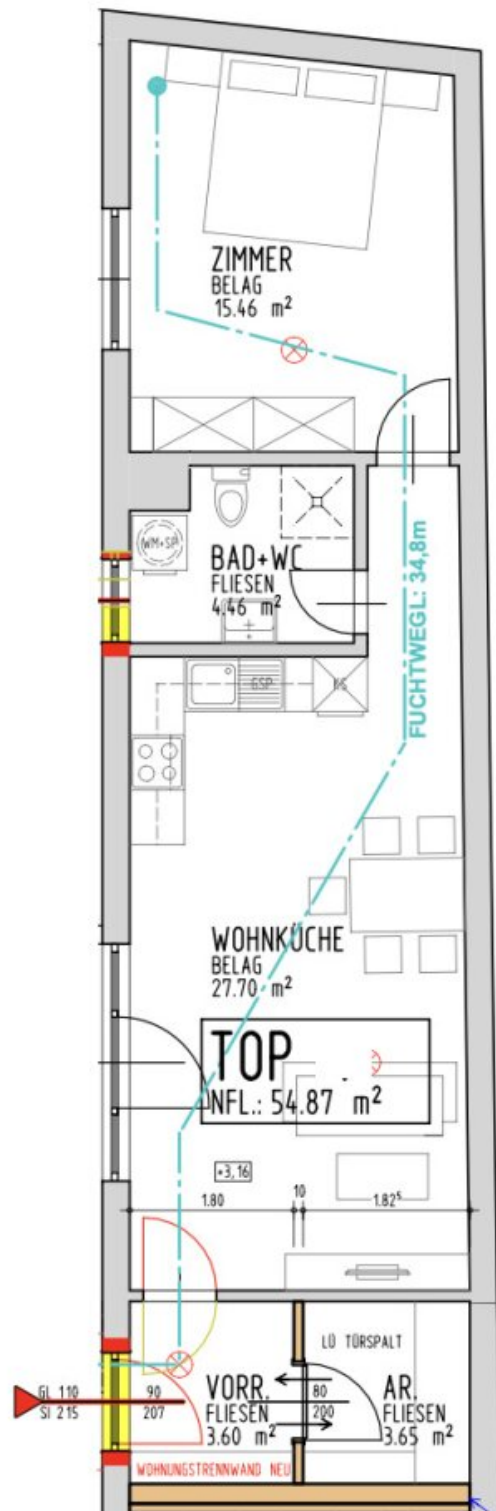 ZIMMER
BELAG
15.46 m²
BAD+WC
FLIESEN
4.46 m²
WM+SP
FUCHTWEGL: 34,8m
GSP
KS
WOHNKÜCHE
BELAG
27.70 m²
TOP
NFL.: 54.87 m²
+3,16
1.80
10
1.82⁵
LÜ TÜRSPALT
GL 110
SI 215
90
207
VORR.
FLIESEN
3.60 m²
80
200
AR.
FLIESEN
3.65 m²
WOHNUNGSTRENNWAND NEU